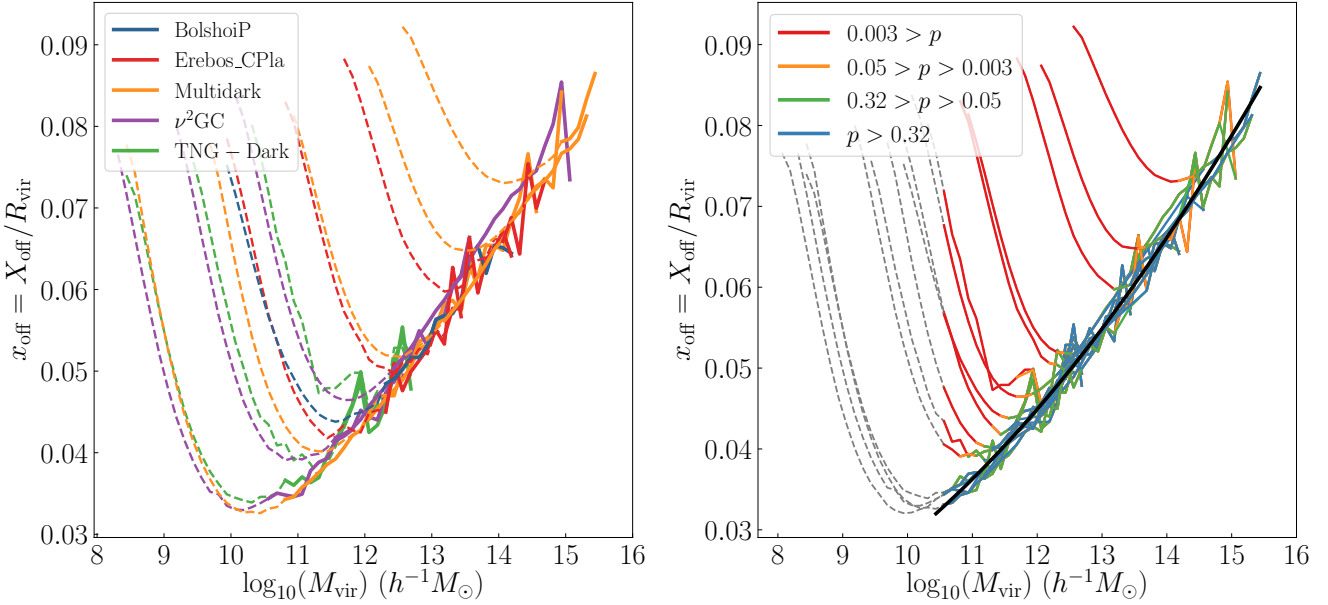 0.09
0.08
0.07
0.06
0.05
0.04
0.03
x_off = X_off/R_vir
BolshoiP
Erebos_CPla
Multidark
ν²GC
TNG − Dark
8 9 10 11 12 13 14 15 16
log₁₀(M_vir) (h⁻¹M_⊙)
0.09
0.08
0.07
0.06
0.05
0.04
0.03
x_off = X_off/R_vir
0.003 > p
0.05 > p > 0.003
0.32 > p > 0.05
p > 0.32
8 9 10 11 12 13 14 15 16
log₁₀(M_vir) (h⁻¹M_⊙)